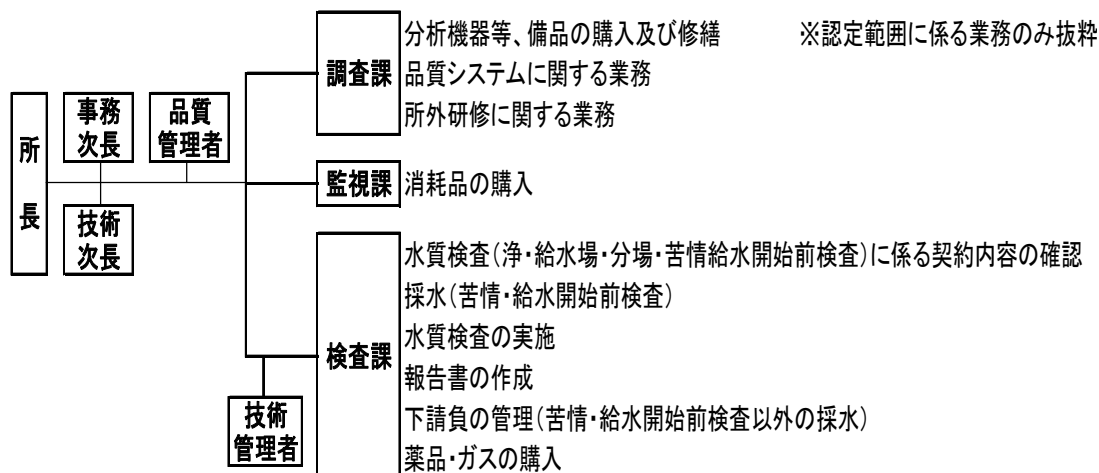 分析機器等、備品の購入及び修繕
※認定範囲に係る業務のみ抜粋
調査課
品質システムに関する業務
所外研修に関する業務
事務
次長
品質
管理者
所
長
技術
次長
監視課
消耗品の購入
水質検査(浄・給水場・分場・苦情給水開始前検査)に係る契約内容の確認
採水(苦情・給水開始前検査)
水質検査の実施
検査課
報告書の作成
下請負の管理(苦情・給水開始前検査以外の採水)
薬品・ガスの購入
技術
管理者